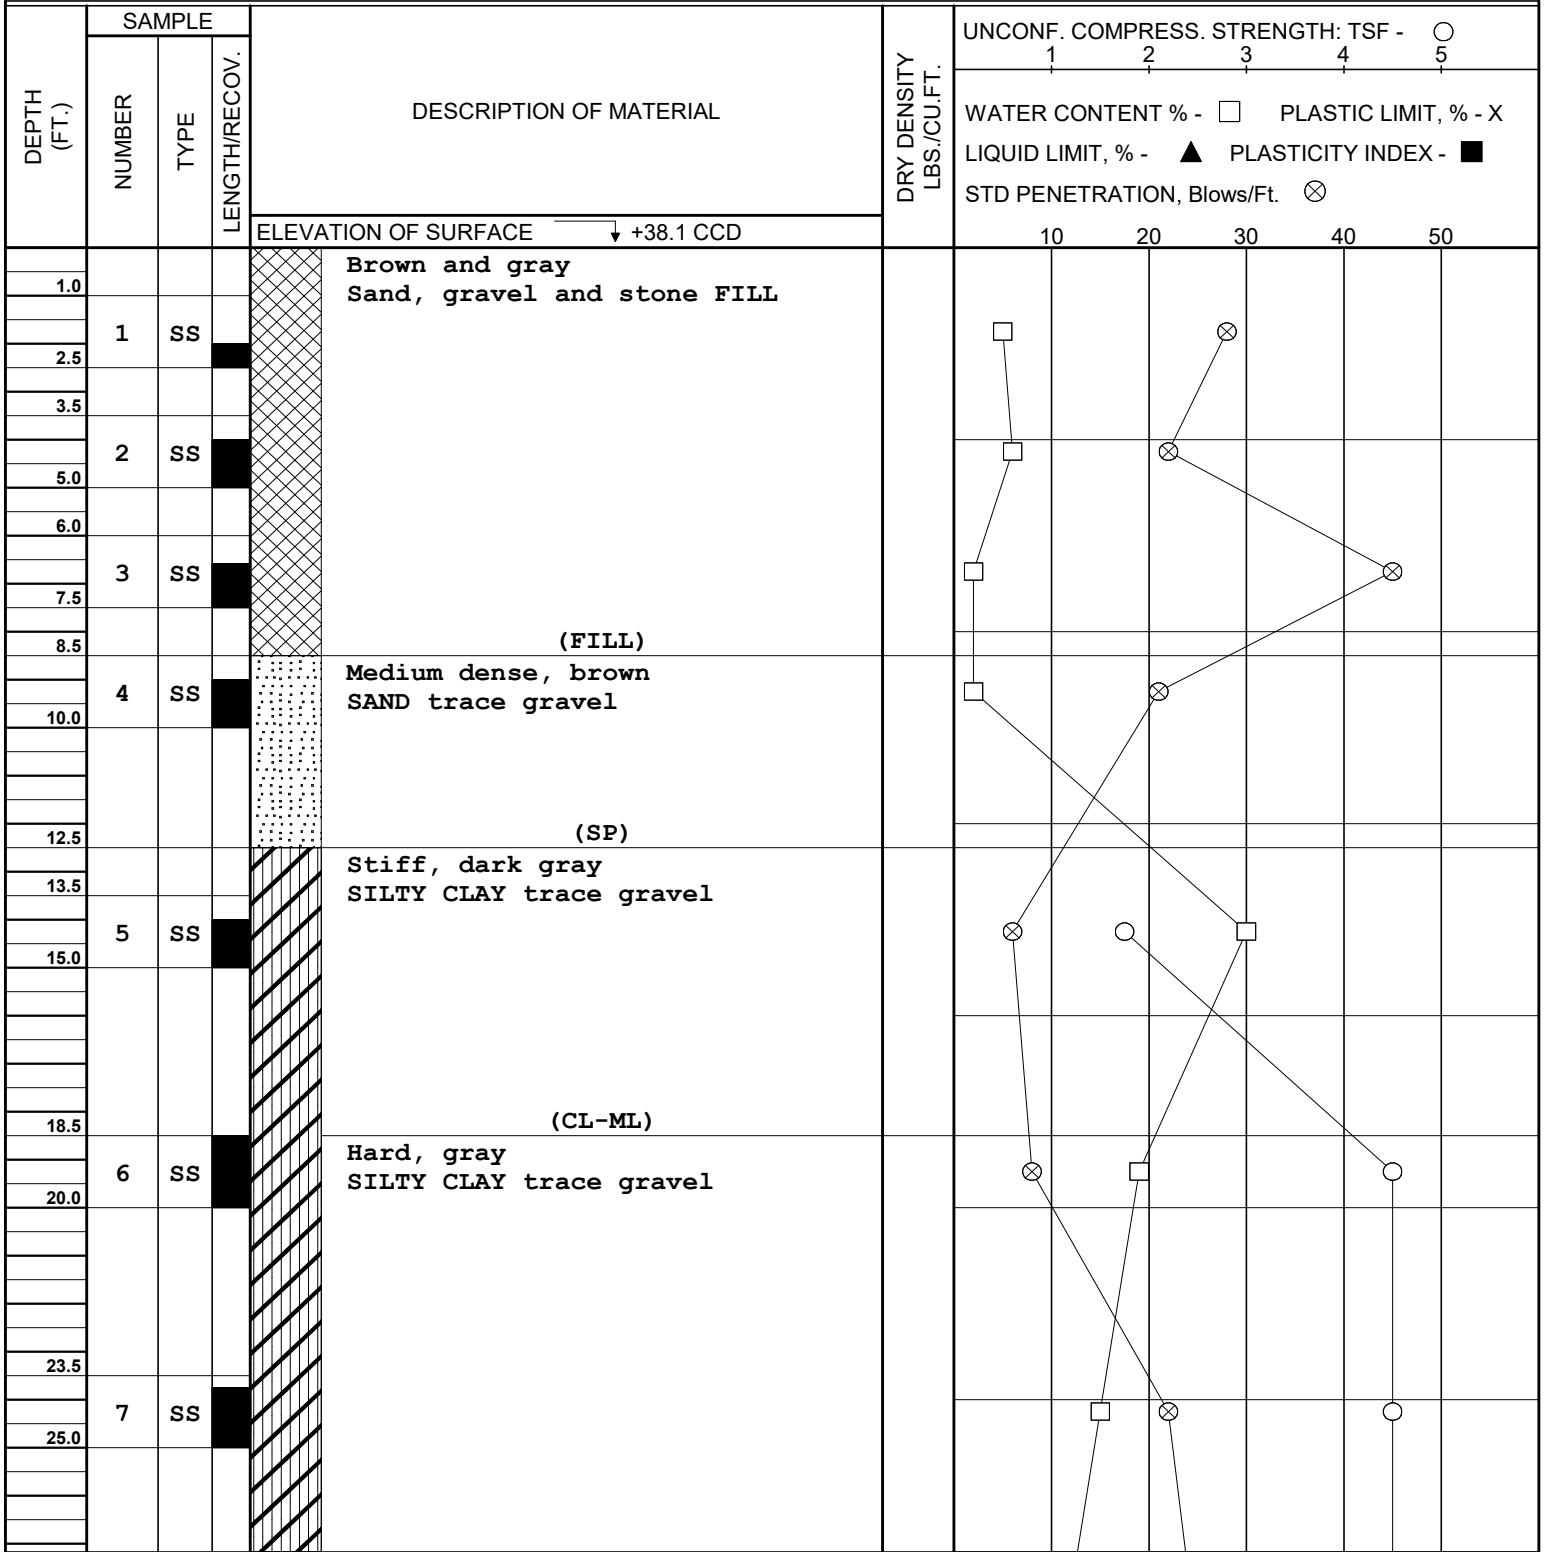 SAMPLE
DEPTH
(FT.)
NUMBER
TYPE
LENGTH/RECOV.
DESCRIPTION OF MATERIAL
ELEVATION OF SURFACE +38.1 CCD
DRY DENSITY
LBS./CU.FT.
UNCONF. COMPRESS. STRENGTH: TSF -
1 2 3 4 5
WATER CONTENT % - PLASTIC LIMIT, % - X
LIQUID LIMIT, % - PLASTICITY INDEX -
STD PENETRATION, Blows/Ft.
10 20 30 40 50
Brown and gray
1.0 Sand, gravel and stone FILL
1 SS
2.5
3.5
2 SS
5.0
6.0
3 SS
7.5
8.5 (FILL)
Medium dense, brown
4 SS SAND trace gravel
10.0
12.5 (SP)
Stiff, dark gray
13.5 SILTY CLAY trace gravel
5 SS
15.0
18.5 (CL-ML)
Hard, gray
6 SS SILTY CLAY trace gravel
20.0
23.5
7 SS
25.0